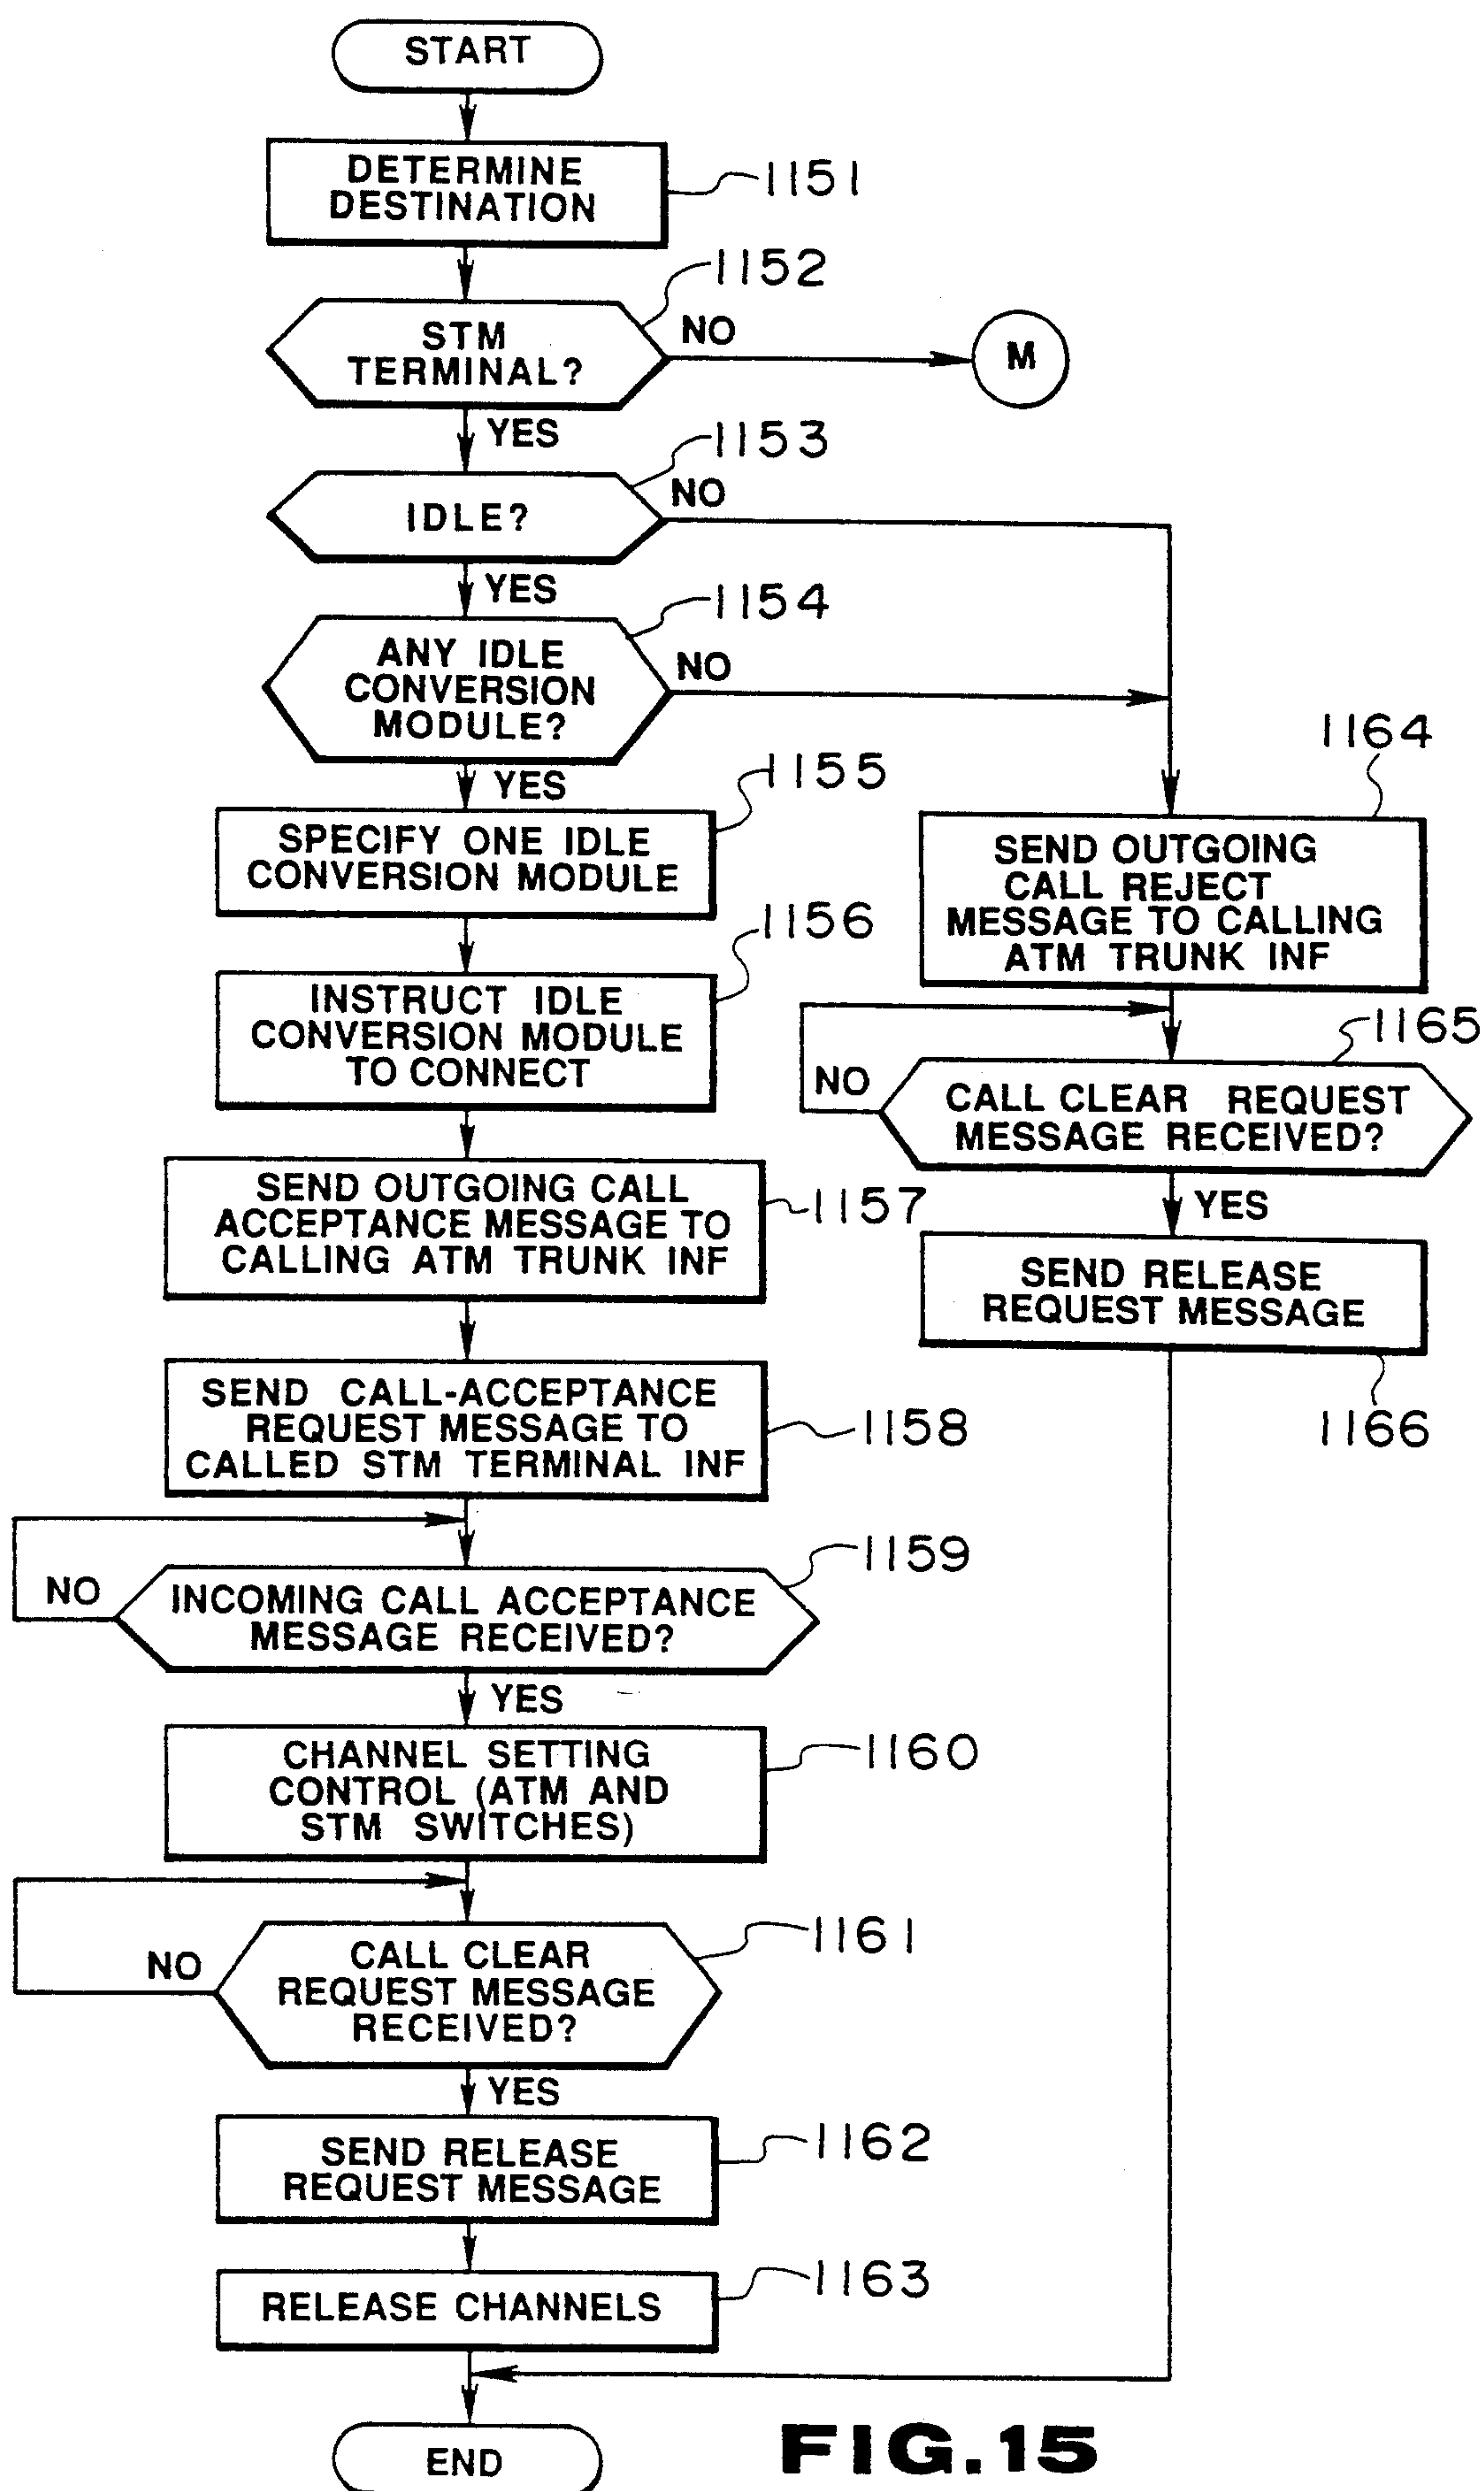 START
DETERMINE
DESTINATION
1151
1152
STM
TERMINAL?
NO
M
YES
1153
IDLE?
NO
YES
1154
ANY IDLE
CONVERSION
MODULE?
NO
YES
1155
SPECIFY ONE IDLE
CONVERSION MODULE
1156
INSTRUCT IDLE
CONVERSION MODULE
TO CONNECT
SEND OUTGOING CALL
ACCEPTANCE MESSAGE TO
CALLING ATM TRUNK INF
1157
SEND CALL-ACCEPTANCE
REQUEST MESSAGE TO
CALLED STM TERMINAL INF
1158
1159
NO
INCOMING CALL ACCEPTANCE
MESSAGE RECEIVED?
YES
CHANNEL SETTING
CONTROL (ATM AND
STM SWITCHES)
1160
1161
NO
CALL CLEAR
REQUEST MESSAGE
RECEIVED?
YES
SEND RELEASE
REQUEST MESSAGE
1162
RELEASE CHANNELS
1163
END
1164
SEND OUTGOING
CALL REJECT
MESSAGE TO CALLING
ATM TRUNK INF
1165
NO
CALL CLEAR REQUEST
MESSAGE RECEIVED?
YES
SEND RELEASE
REQUEST MESSAGE
1166
FIG.15